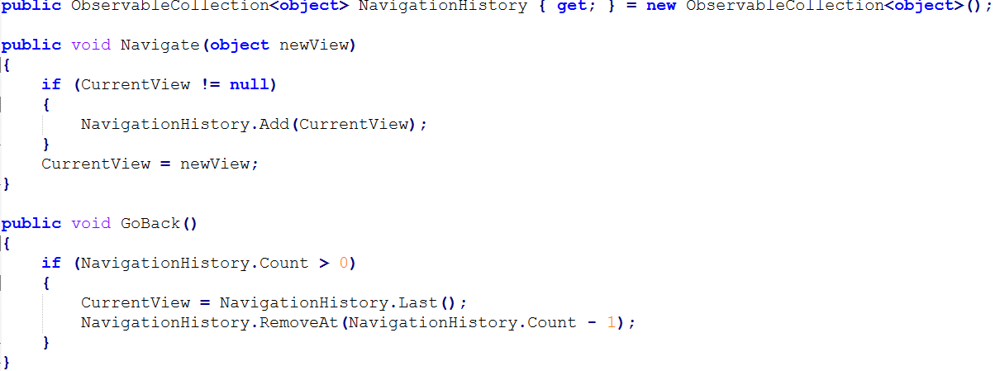 public ObservableCollection<object> NavigationHistory { get; } = new ObservableCollection<object>();

public void Navigate(object newView)
{
    if (CurrentView != null)
    {
        NavigationHistory.Add(CurrentView);
    }
    CurrentView = newView;
}

public void GoBack()
{
    if (NavigationHistory.Count > 0)
    {
        CurrentView = NavigationHistory.Last();
        NavigationHistory.RemoveAt(NavigationHistory.Count - 1);
    }
}